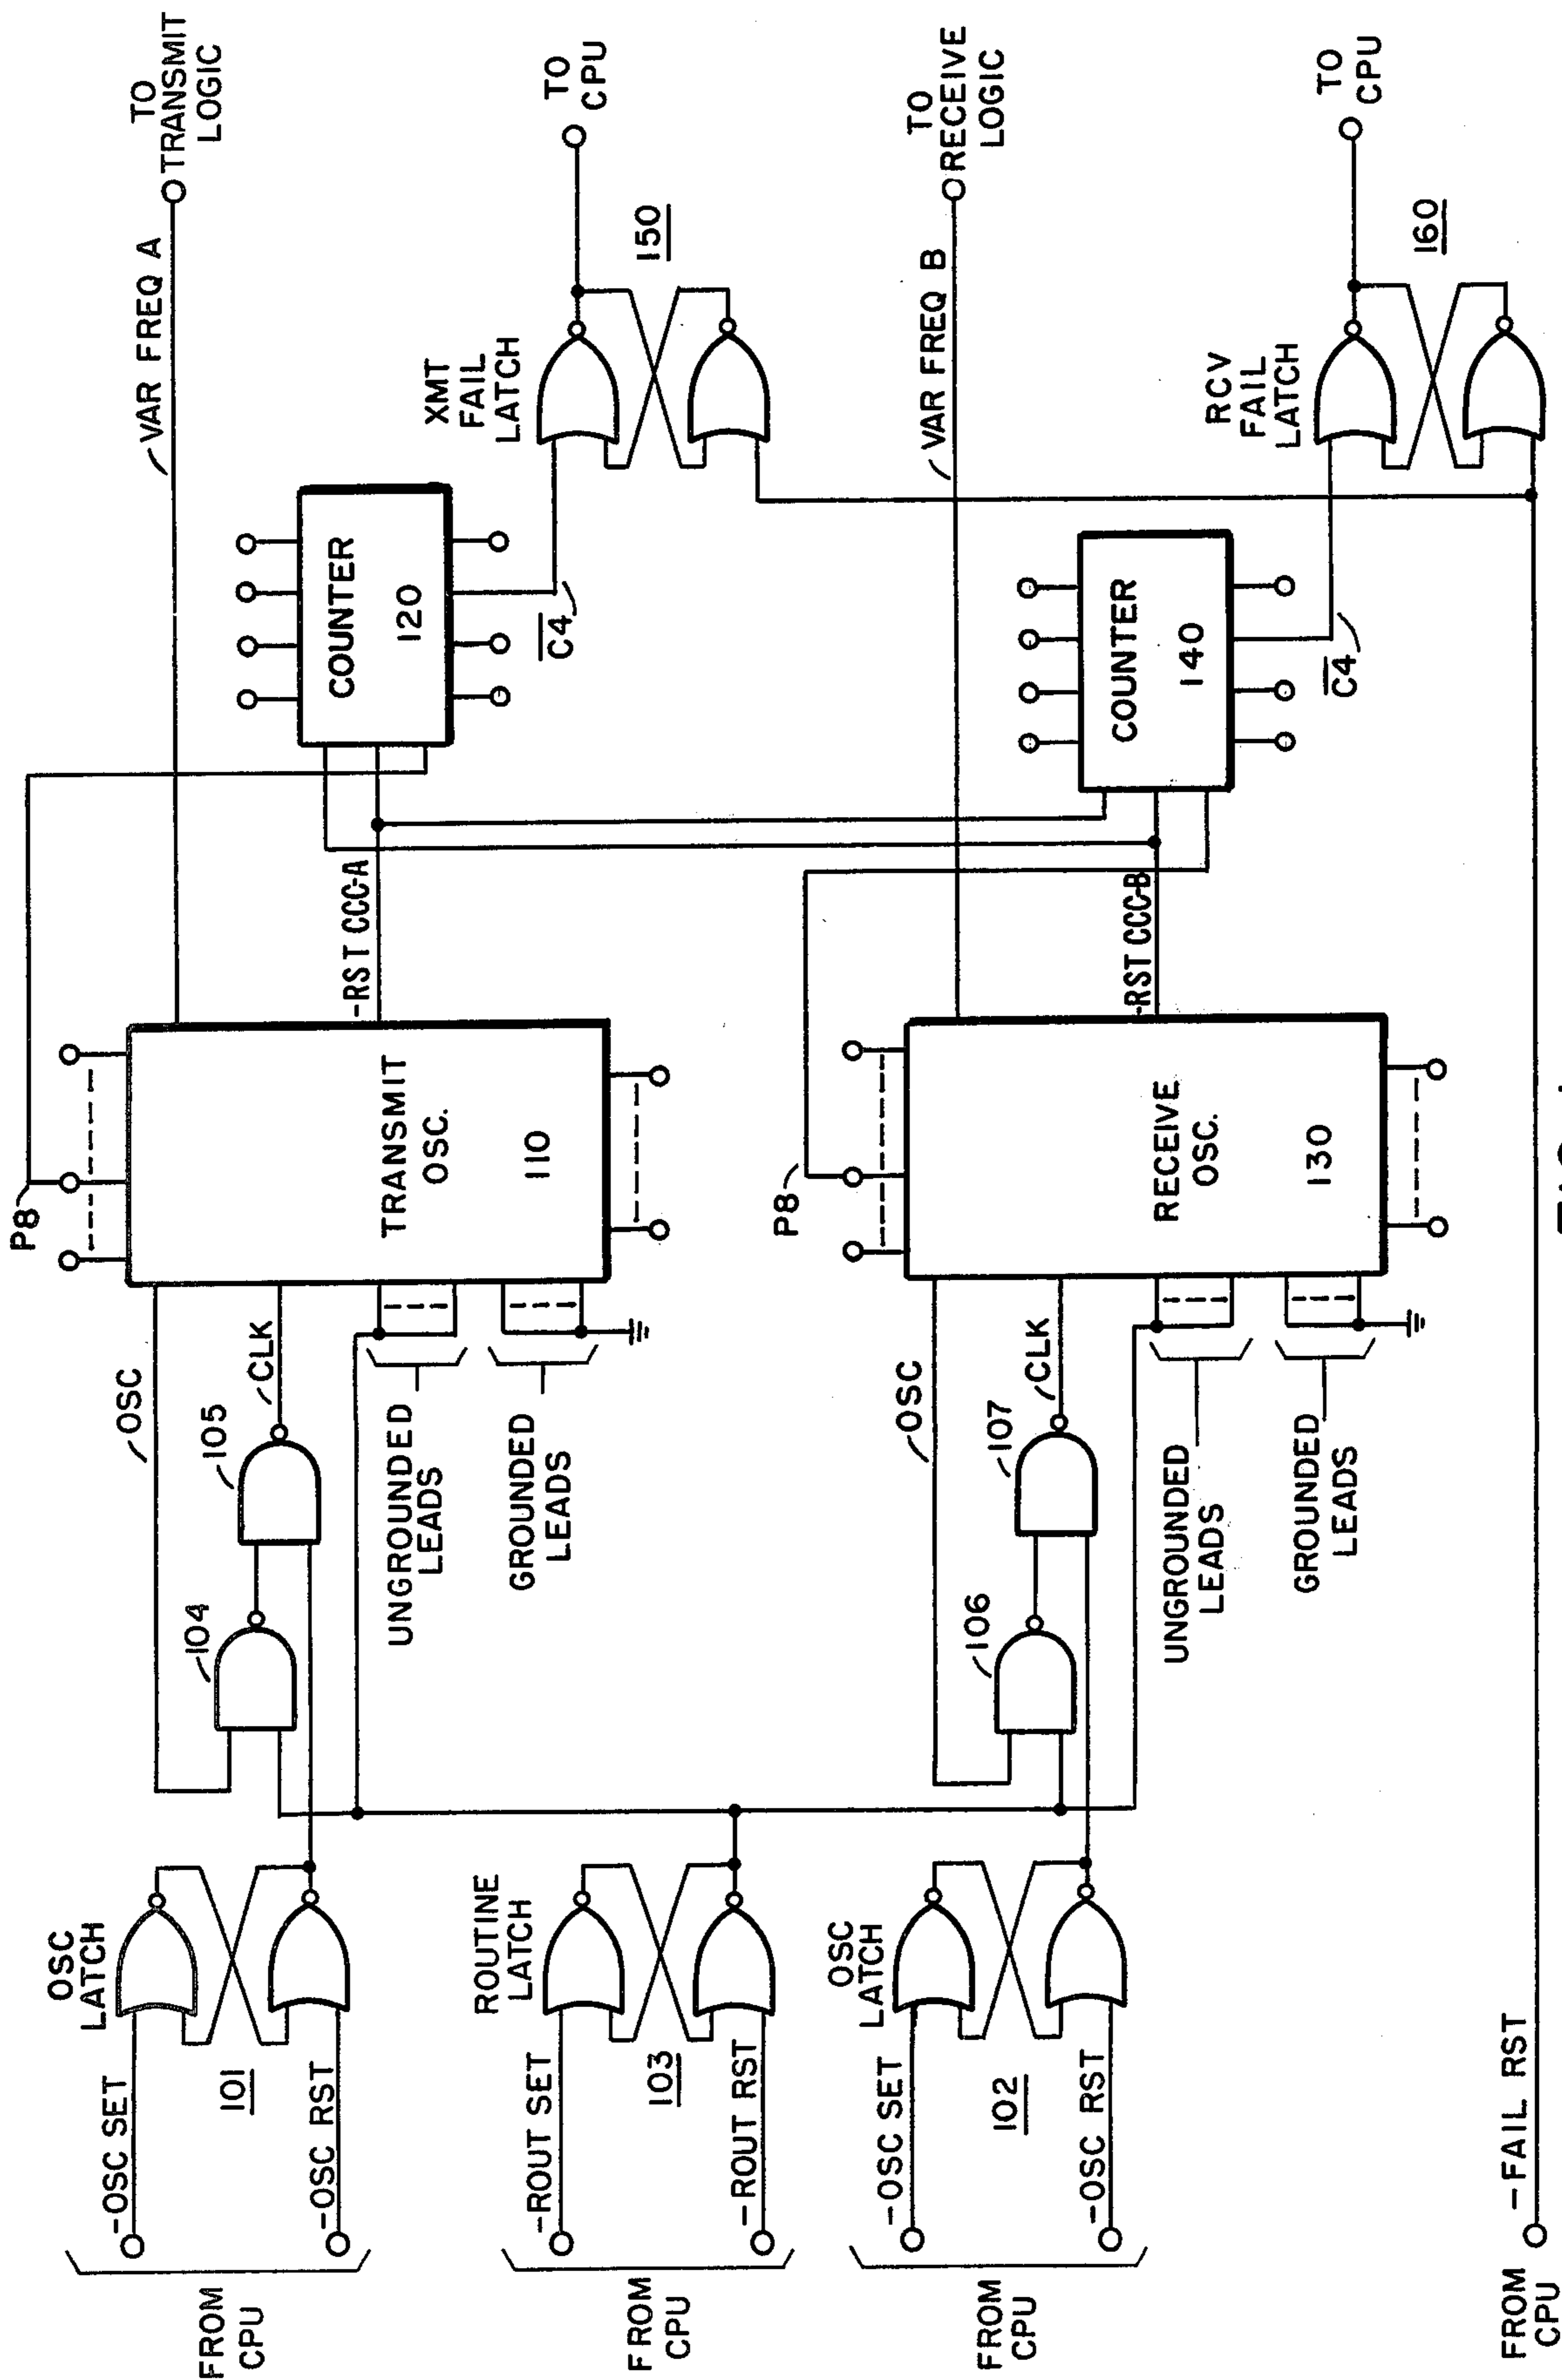 FROM
CPU
-OSC SET
-OSC RST
101
OSC
LATCH
104
105
OSC
CLK
UNGROUNDED
LEADS
GROUNDED
LEADS
P8
TRANSMIT
OSC.
110
-RST CCC-A
VAR FREQ A
TO
TRANSMIT
LOGIC
COUNTER
120
C4
XMT
FAIL
LATCH
150
TO
CPU
FROM
CPU
-ROUT SET
-ROUT RST
103
ROUTINE
LATCH
FROM
CPU
-OSC SET
-OSC RST
102
OSC
LATCH
106
107
OSC
CLK
UNGROUNDED
LEADS
GROUNDED
LEADS
P8
RECEIVE
OSC.
130
-RST CCC-B
VAR FREQ B
TO
RECEIVE
LOGIC
COUNTER
140
C4
RCV
FAIL
LATCH
160
TO
CPU
FROM
CPU
-FAIL RST